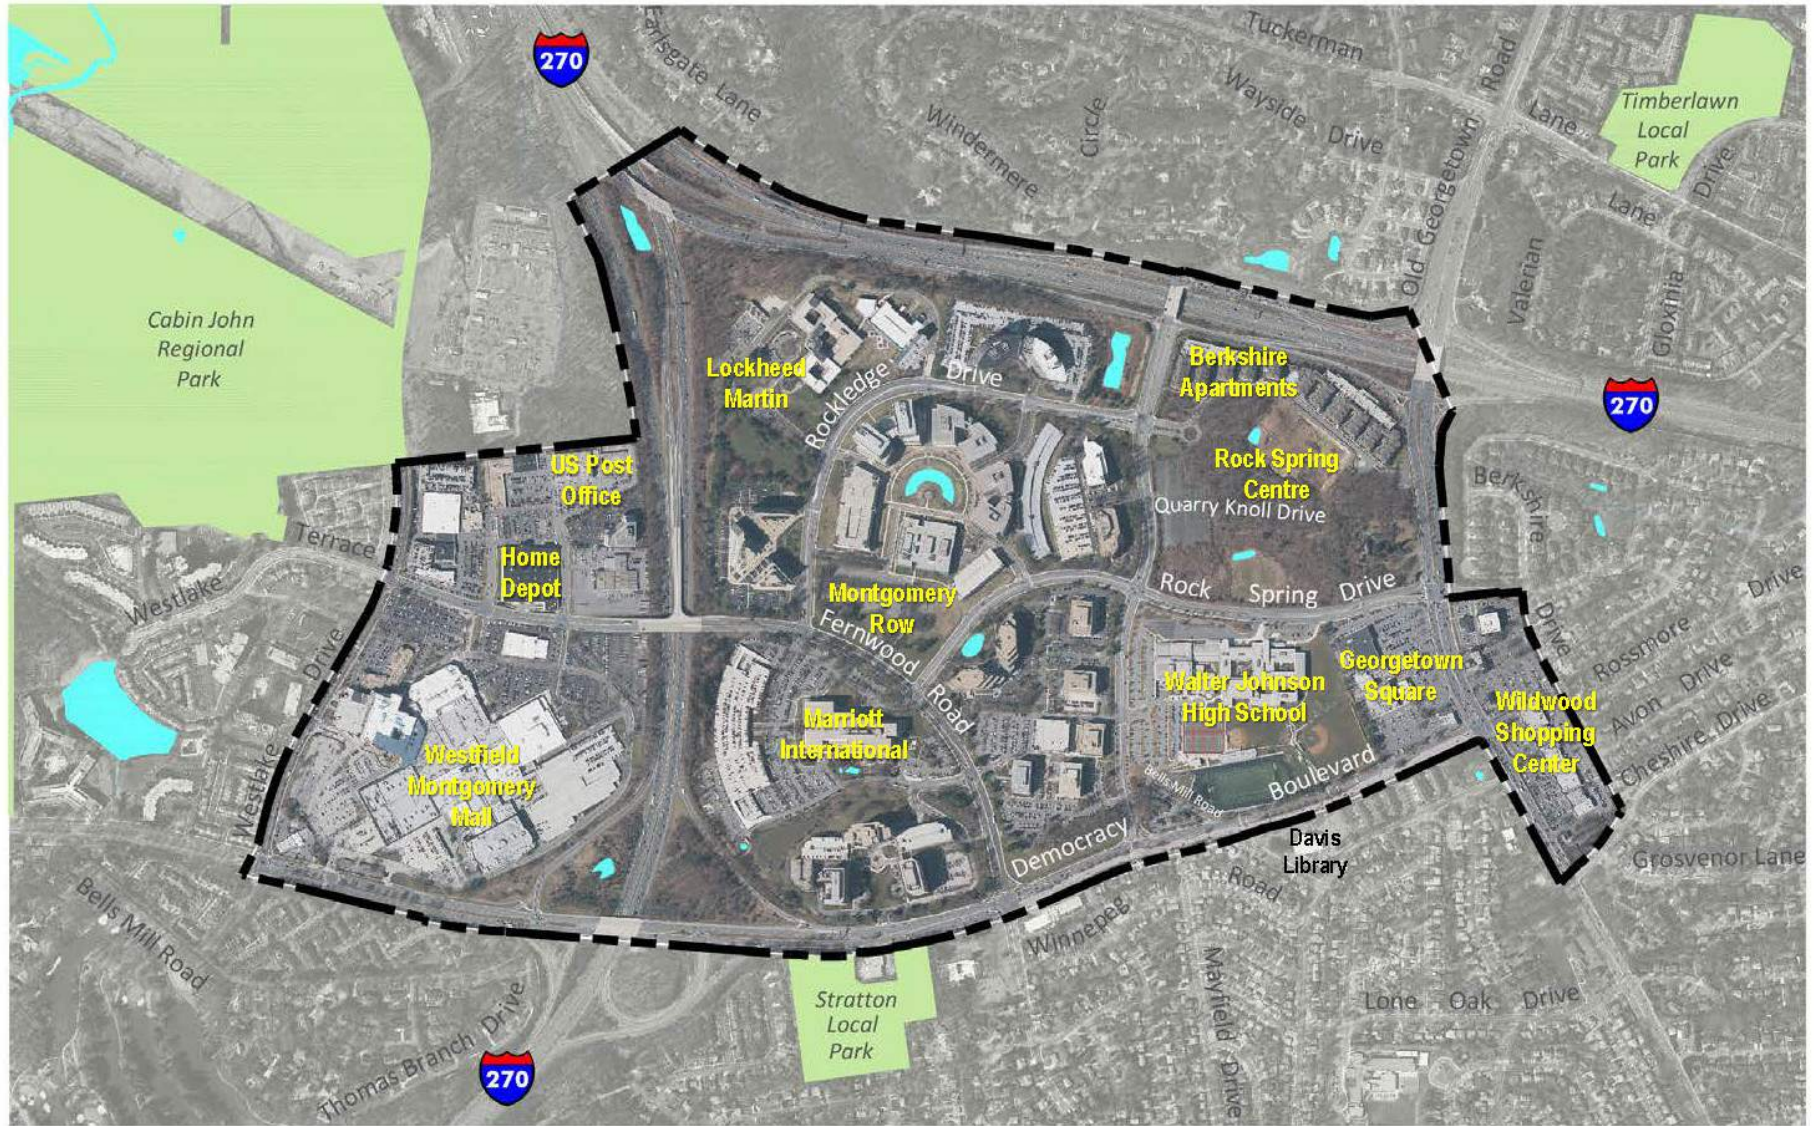 270
Earlsgate Lane
Tuckerman Lane
Wayside Drive
Windermere Circle
Old Georgetown Road
Timberlawn
Local
Park
Lane
Drive
Valerian
Gloxinia
Cabin John
Regional
Park
Lockheed
Martin
Rockledge Drive
Berkshire
Apartments
270
US Post
Office
Rock Spring
Centre
Quarry Knoll Drive
Berkshire
Drive
Westlake Terrace
Home
Depot
Montgomery
Row
Rock Spring Drive
Fernwood Road
Walter Johnson
High School
Georgetown
Square
Wildwood
Shopping
Center
Rossmore Drive
Avon Drive
Cheshire Drive
Westlake Drive
Westfield
Montgomery
Mall
Marriott
International
Bells Mill Road
Democracy Boulevard
Davis
Library
Grosvenor Lane
Bells Mill Road
Winnepeg Road
Mayfield Drive
Lone Oak Drive
Stratton
Local
Park
Thomas Branch Drive
270